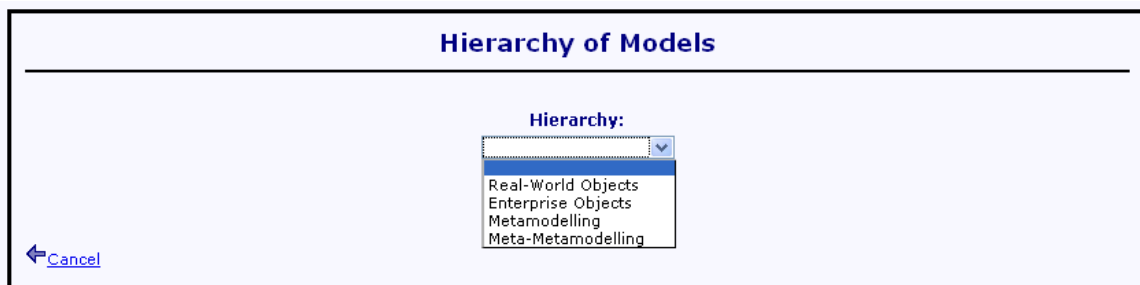 Hierarchy of Models
Hierarchy:
Real-World Objects
Enterprise Objects
Metamodelling
Meta-Metamodelling
Cancel